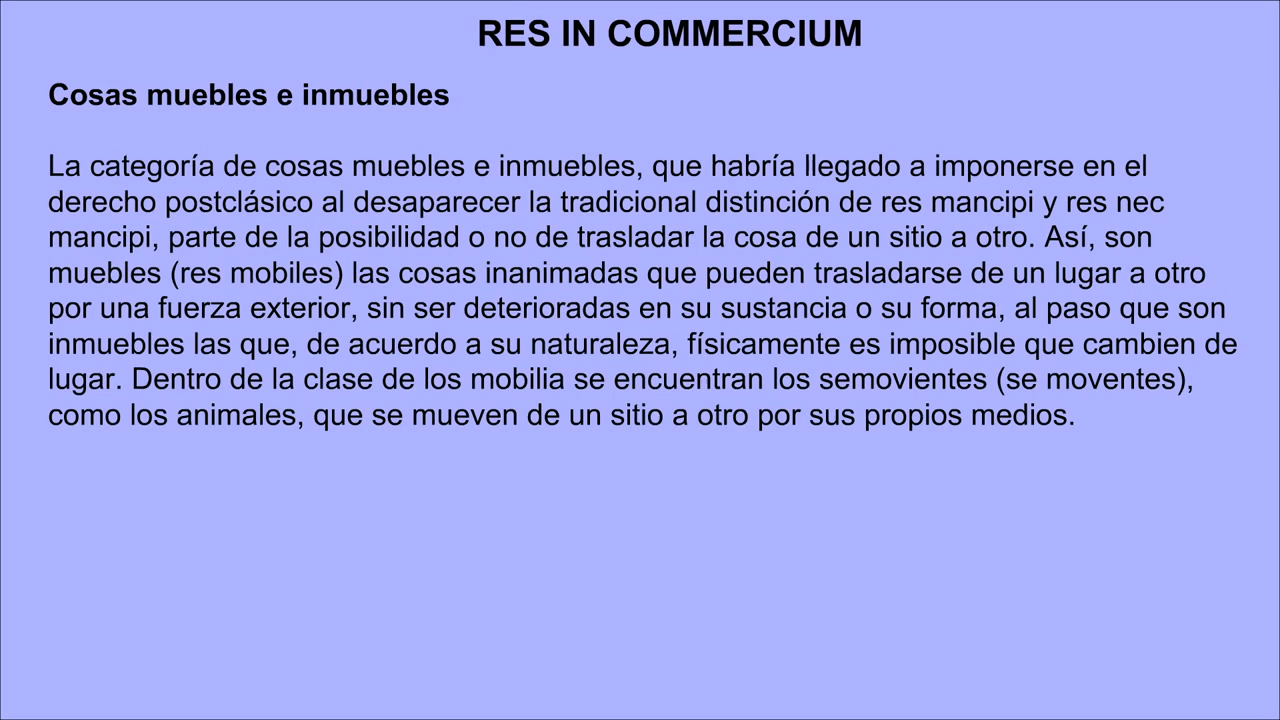 RES IN COMMERCIUM
Cosas muebles e inmuebles
La categoría de cosas muebles e inmuebles, que habría llegado a imponerse en el
derecho postclásico al desaparecer la tradicional distinción de res mancipi y res nec
mancipi, parte de la posibilidad o no de trasladar la cosa de un sitio a otro. Así, son
muebles (res mobiles) las cosas inanimadas que pueden trasladarse de un lugar a otro
por una fuerza exterior, sin ser deterioradas en su sustancia o su forma, al paso que son
inmuebles las que, de acuerdo a su naturaleza, físicamente es imposible que cambien de
lugar. Dentro de la clase de los mobilia se encuentran los semovientes (se moventes),
como los animales, que se mueven de un sitio a otro por sus propios medios.